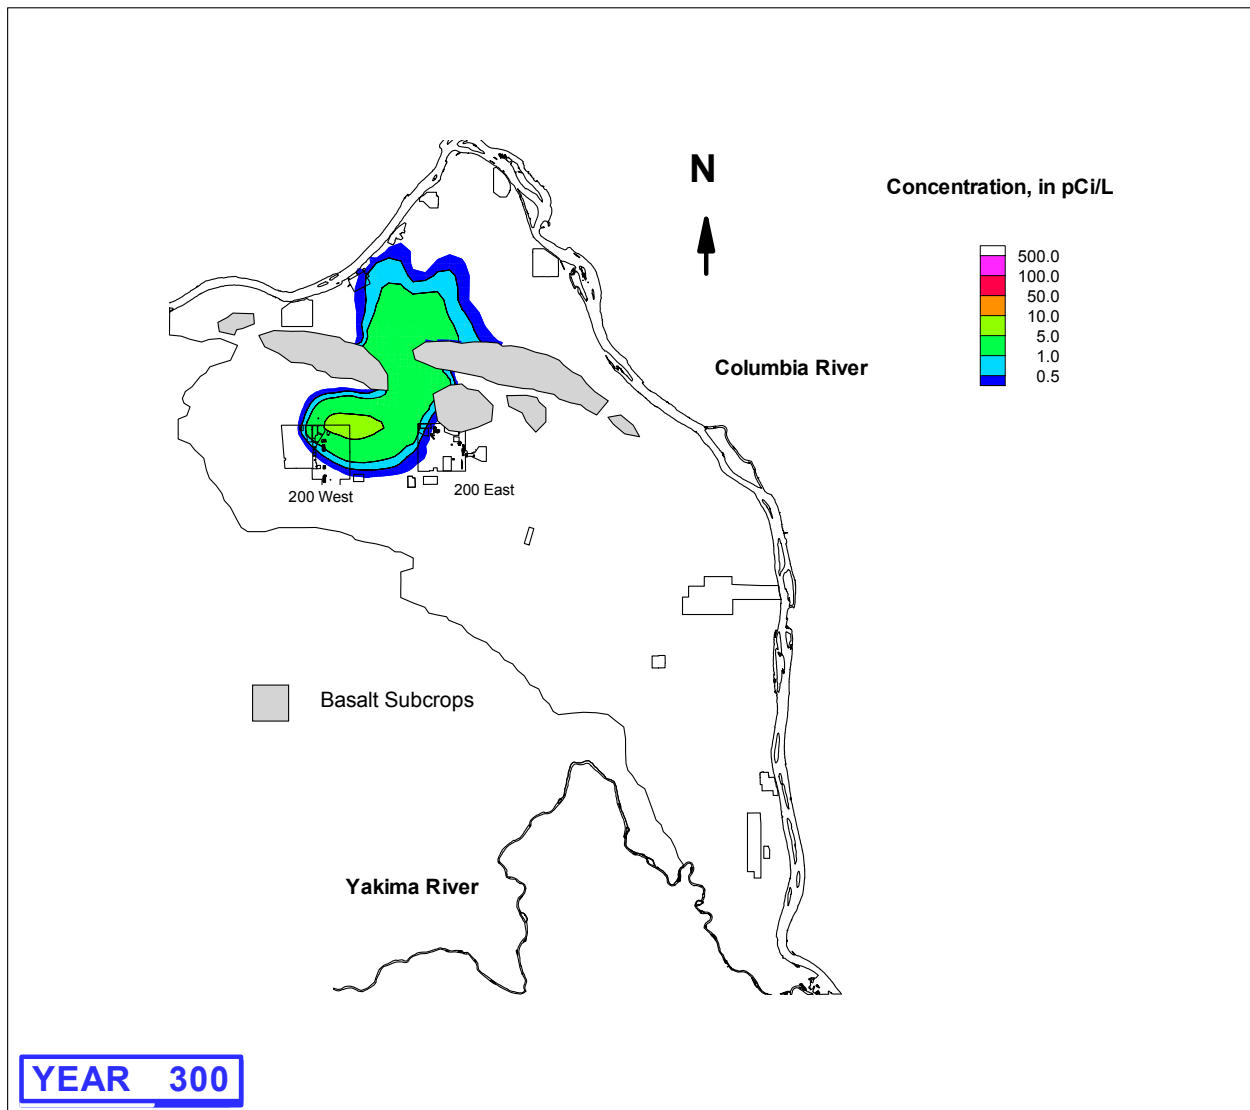 N
Concentration, in pCi/L
500.0
100.0
50.0
10.0
5.0
1.0
0.5
Columbia River
200 West
200 East
Basalt Subcrops
Yakima River
YEAR 300